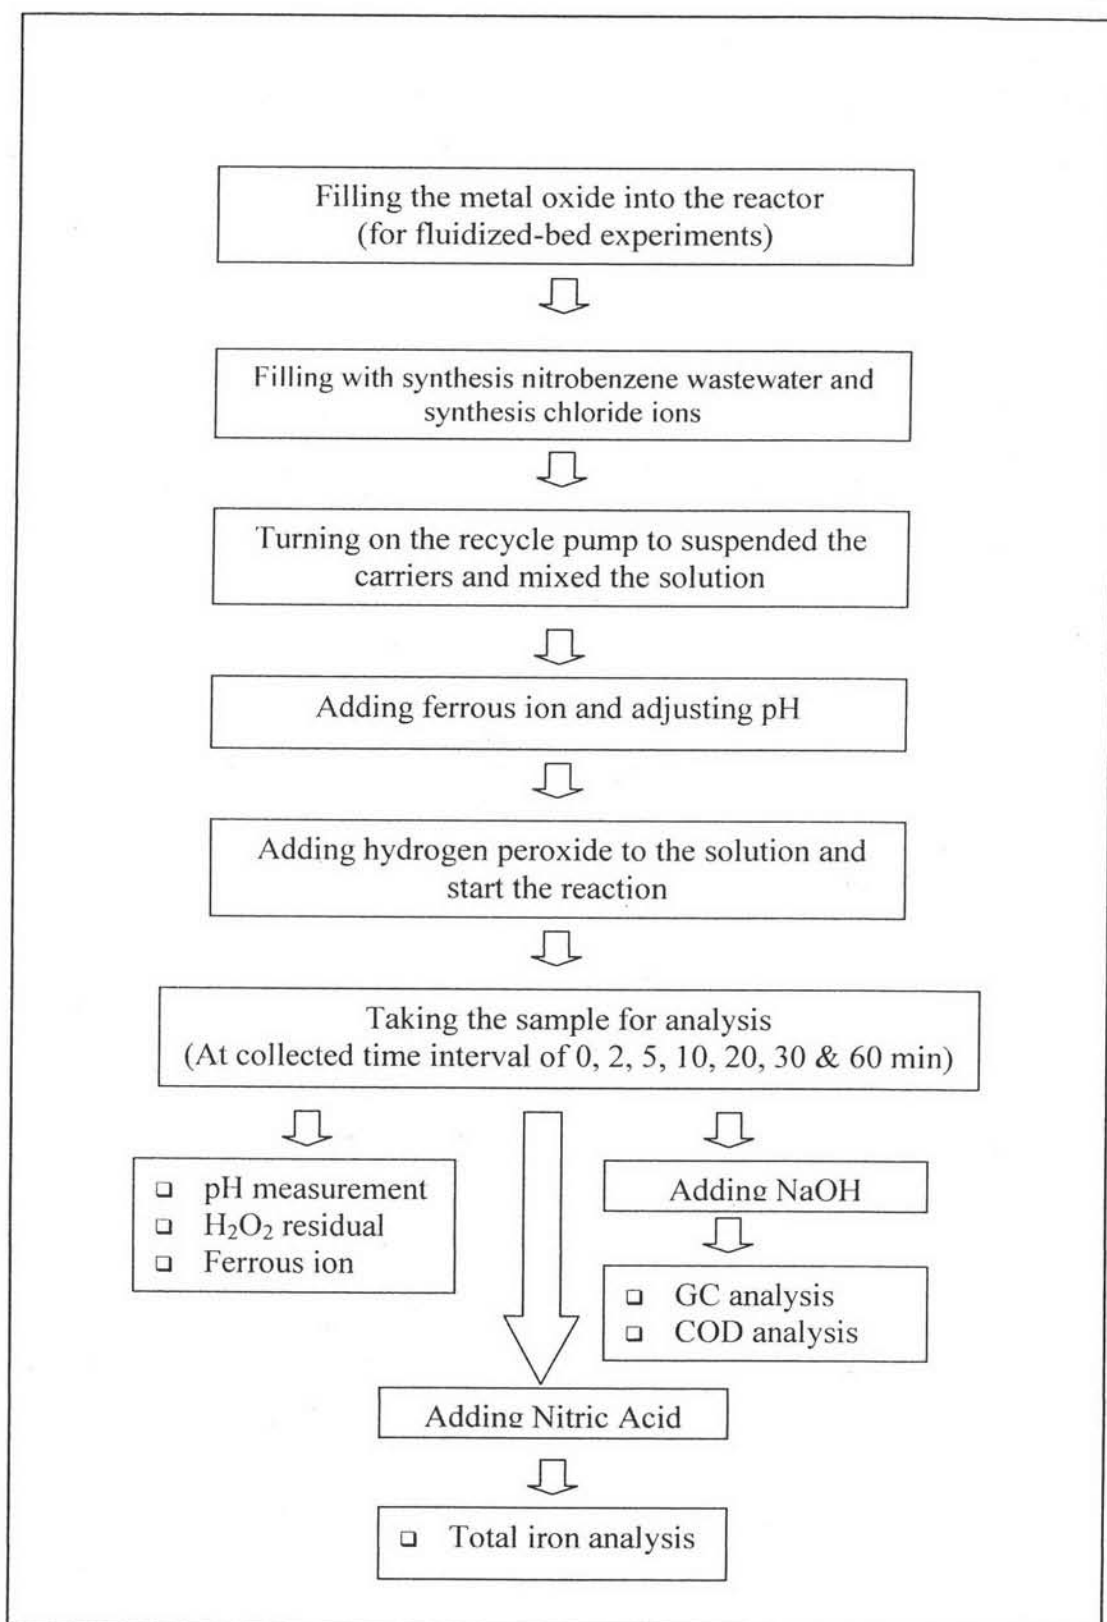 Filling the metal oxide into the reactor
(for fluidized-bed experiments)
Filling with synthesis nitrobenzene wastewater and
synthesis chloride ions
Turning on the recycle pump to suspended the
carriers and mixed the solution
Adding ferrous ion and adjusting pH
Adding hydrogen peroxide to the solution and
start the reaction
Taking the sample for analysis
(At collected time interval of 0, 2, 5, 10, 20, 30 & 60 min)
pH measurement
H₂O₂ residual
Ferrous ion
Adding NaOH
GC analysis
COD analysis
Adding Nitric Acid
Total iron analysis